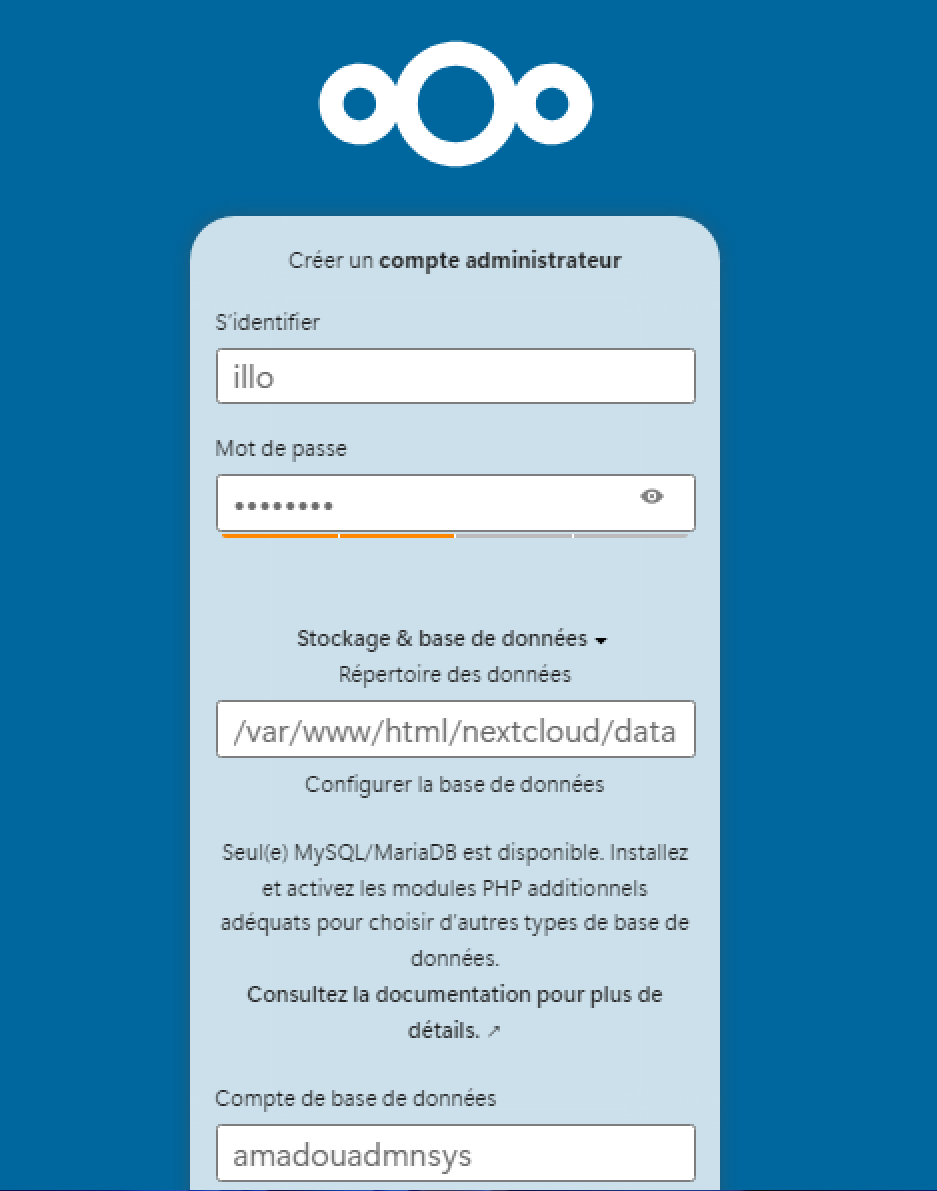 Créer un compte administrateur
S'identifier
illo
Mot de passe
••••••••
Stockage & base de données
Répertoire des données
/var/www/html/nextcloud/data
Configurer la base de données
Seul(e) MySQL/MariaDB est disponible. Installez
et activez les modules PHP additionnels
adéquats pour choisir d'autres types de base de
données.
Consultez la documentation pour plus de
détails. ↗
Compte de base de données
amadouadmnsys